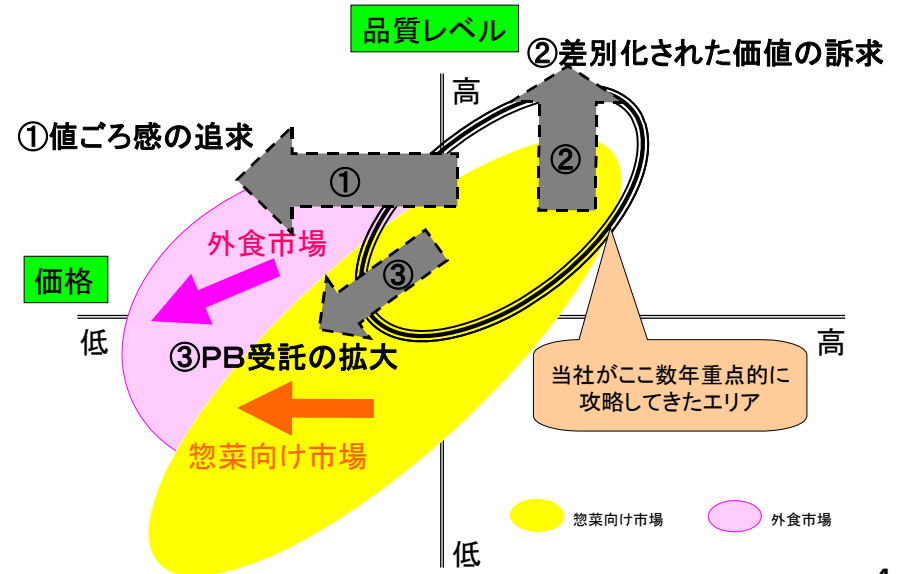 品質レベル
②差別化された価値の訴求
高
①値ごろ感の追求
①
②
外食市場
③
価格
低
高
③PB受託の拡大
当社がここ数年重点的に
攻略してきたエリア
惣菜向け市場
惣菜向け市場
外食市場
低